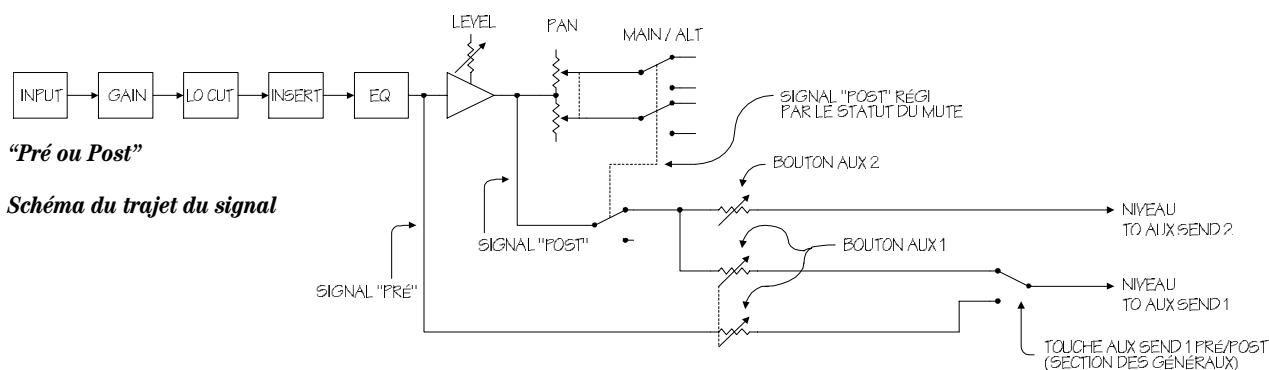 LEVEL
PAN
MAIN / ALT
INPUT
GAIN
LO CUT
INSERT
EQ
SIGNAL "POST" RÉGI
PAR LE STATUT DU MUTE
“Pré ou Post”
Schéma du trajet du signal
BOUTON AUX 2
SIGNAL "POST"
NIVEAU
TO AUX SEND 2
BOUTON AUX 1
SIGNAL "PRÉ"
NIVEAU
TO AUX SEND 1
TOUCHE AUX SEND 1 PRÉ/POST
(SECTION DES GÉNÉRAUX)